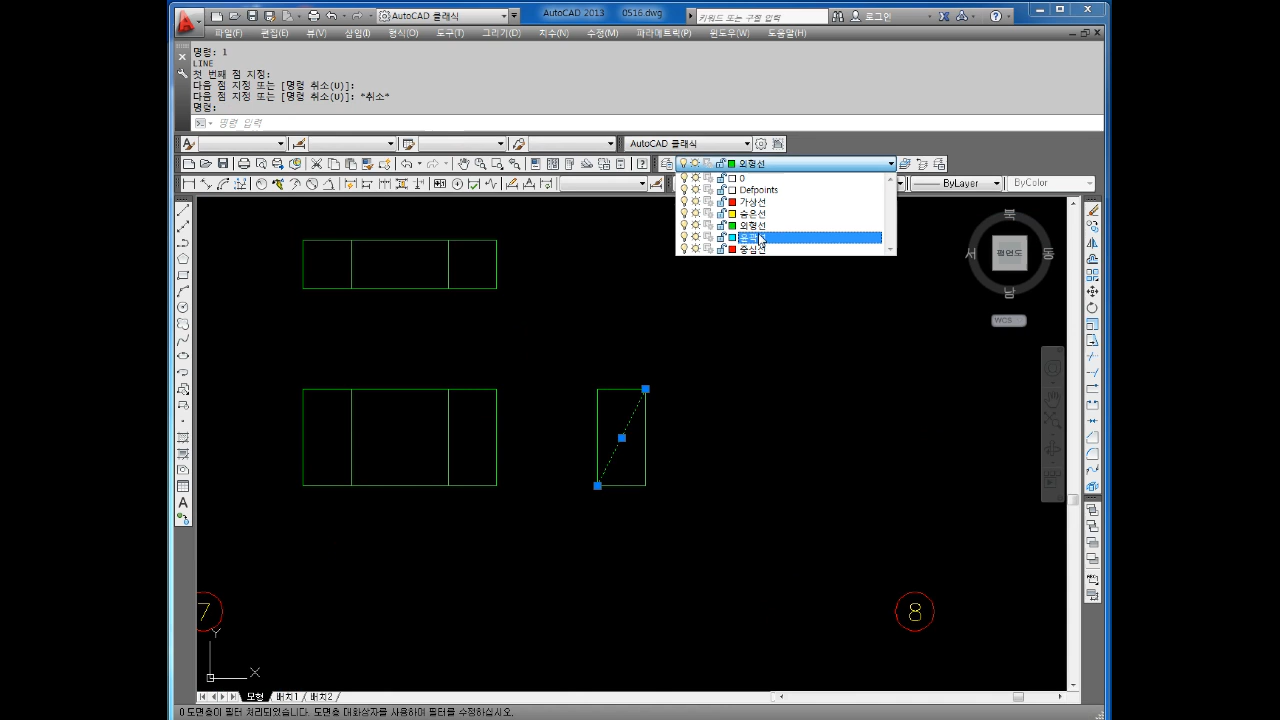 AutoCAD 클래식
AutoCAD 2013 0516.dwg
키워드 또는 구절 입력
로그인
파일(F) 편집(E) 뷰(V) 삽입(I) 형식(O) 도구(T) 그리기(D) 치수(N) 수정(M) 파라메트릭(P) 윈도우(W) 도움말(H)
명령: l
LINE
첫 번째 점 지정:
다음 점 지정 또는 [명령 취소(U)]:
다음 점 지정 또는 [명령 취소(U)]: *취소*
명령:
명령 입력
AutoCAD 클래식
외형선
0
Defpoints
가상선
숨은선
외형선
중심선
ByLayer
ByColor
북
서 평면도 동
남
WCS
7
8
Y
X
모형 배치1 배치2
0 도면층이 필터 처리되었습니다. 도면층 대화상자를 사용하며 필터를 수정하십시오.